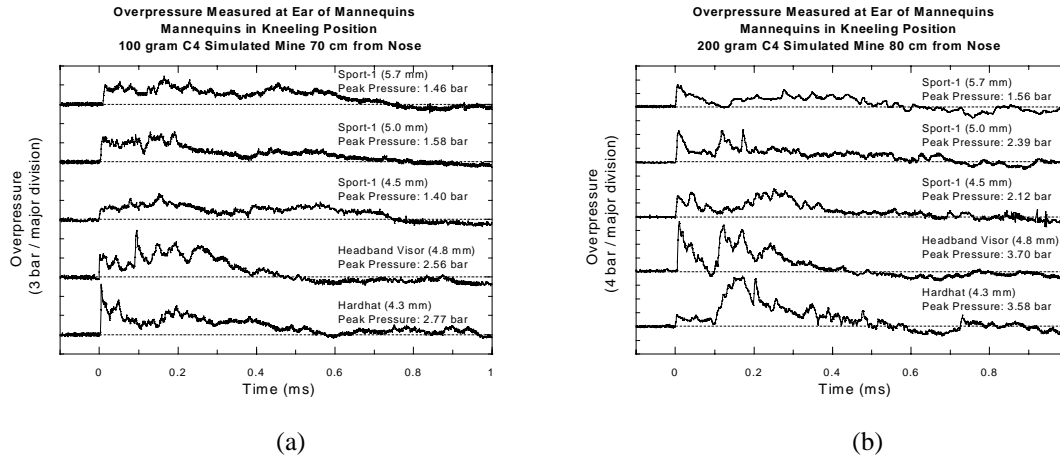 Overpressure Measured at Ear of Mannequins
Mannequins in Kneeling Position
100 gram C4 Simulated Mine 70 cm from Nose
Overpressure
(3 bar / major division)
Sport-1 (5.7 mm)
Peak Pressure: 1.46 bar
Sport-1 (5.0 mm)
Peak Pressure: 1.58 bar
Sport-1 (4.5 mm)
Peak Pressure: 1.40 bar
Headband Visor (4.8 mm)
Peak Pressure: 2.56 bar
Hardhat (4.3 mm)
Peak Pressure: 2.77 bar
0 0.2 0.4 0.6 0.8 1
Time (ms)
(a)
Overpressure Measured at Ear of Mannequins
Mannequins in Kneeling Position
200 gram C4 Simulated Mine 80 cm from Nose
Overpressure
(4 bar / major division)
Sport-1 (5.7 mm)
Peak Pressure: 1.56 bar
Sport-1 (5.0 mm)
Peak Pressure: 2.39 bar
Sport-1 (4.5 mm)
Peak Pressure: 2.12 bar
Headband Visor (4.8 mm)
Peak Pressure: 3.70 bar
Hardhat (4.3 mm)
Peak Pressure: 3.58 bar
0 0.2 0.4 0.6 0.8
Time (ms)
(b)